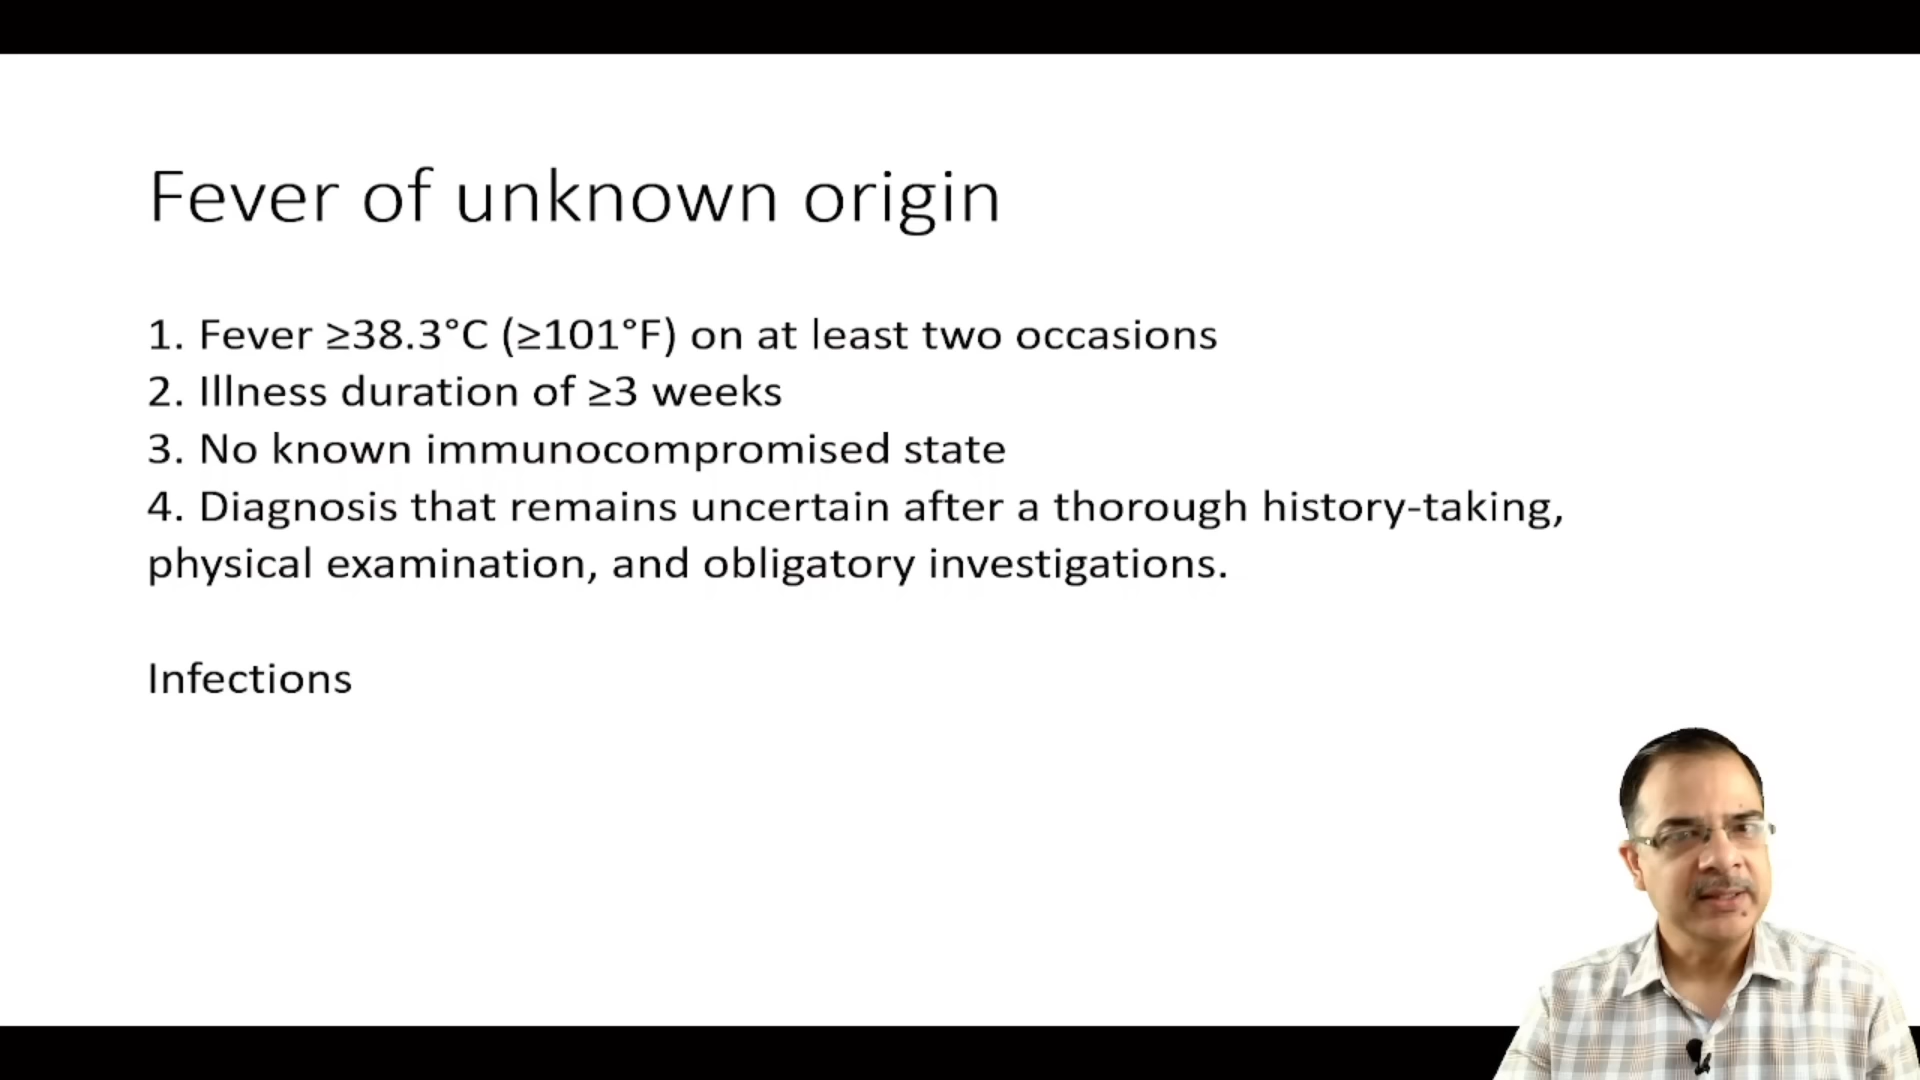 Fever of unknown origin
1. Fever ≥38.3°C (≥101°F) on at least two occasions
2. Illness duration of ≥3 weeks
3. No known immunocompromised state
4. Diagnosis that remains uncertain after a thorough history-taking,
physical examination, and obligatory investigations.
Infections